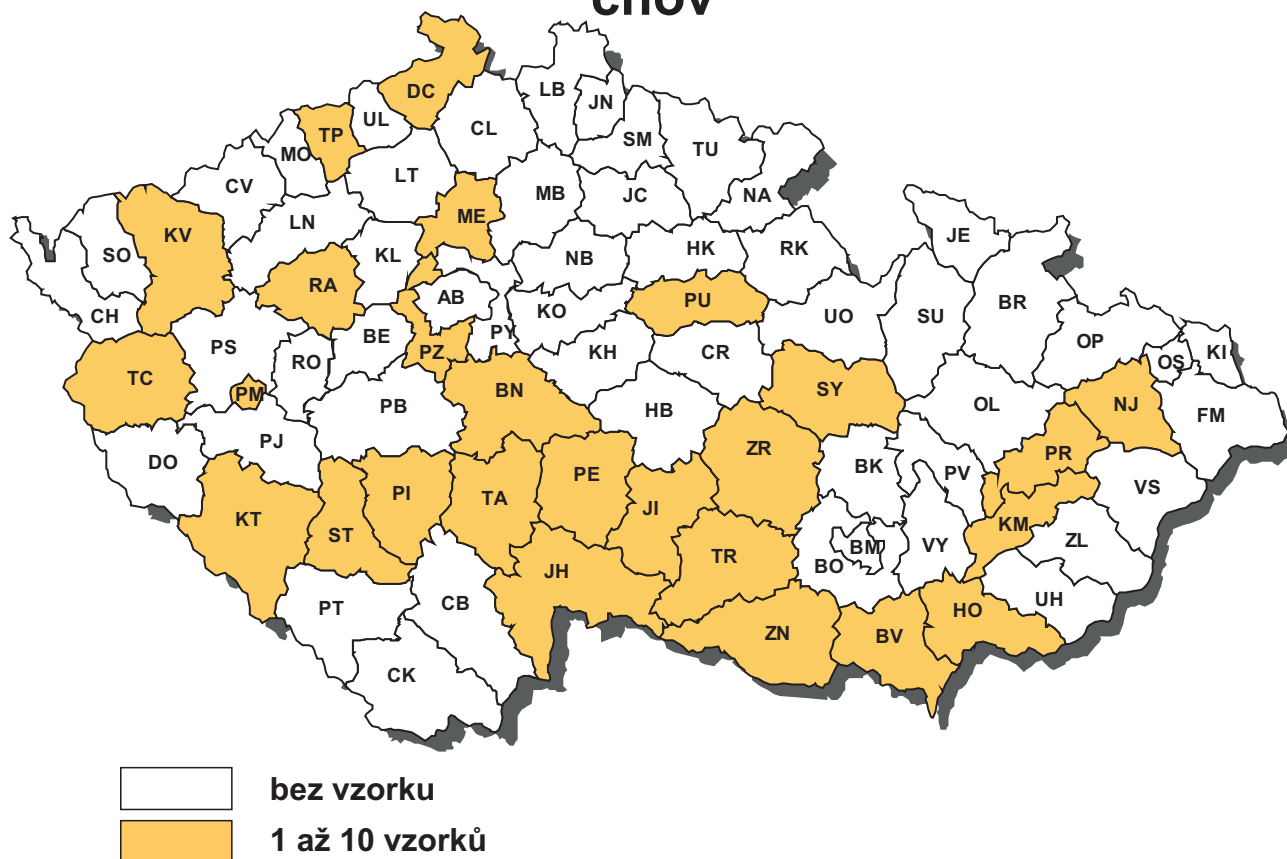 chov
DC
LB
JN
UL
TP
CL
SM
TU
MO
LT
CV
MB
JC
NA
ME
LN
KV
JE
SO
KL
NB
HK
RK
RA
AB
PU
BR
CH
KO
UO
SU
PY
BE
PS
OP
PZ
KH
CR
RO
OS
KI
TC
PM
BN
SY
PB
HB
OL
NJ
FM
PJ
ZR
DO
PR
BK
PV
PE
VS
PI
TA
JI
KT
KM
ST
ZL
VY
BM
TR
BO
JH
UH
CB
PT
HO
ZN
BV
CK
bez vzorku
1 až 10 vzorků